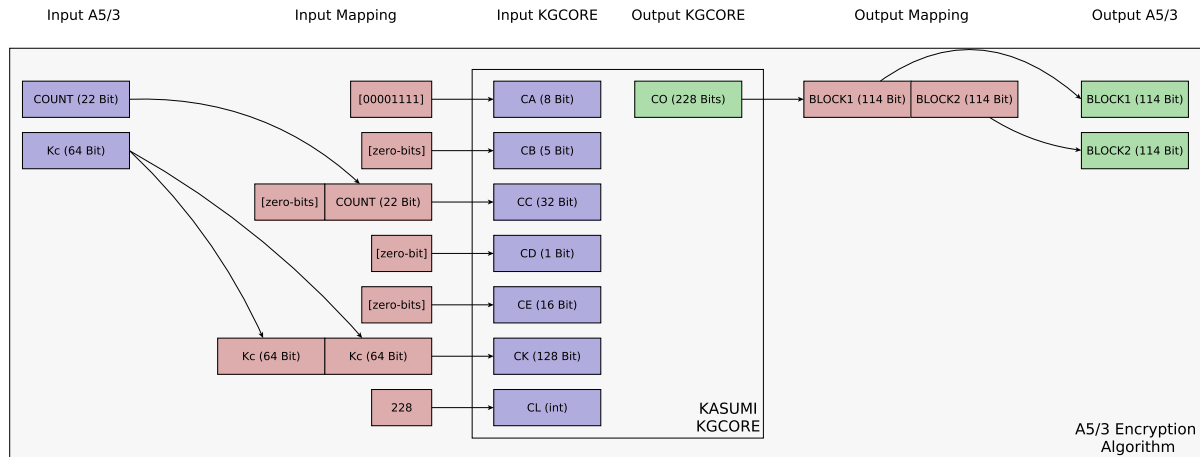 Input A5/3
Input Mapping
Input KGCORE
Output KGCORE
Output Mapping
Output A5/3
COUNT (22 Bit)
[00001111]
CA (8 Bit)
CO (228 Bits)
BLOCK1 (114 Bit)
BLOCK2 (114 Bit)
BLOCK1 (114 Bit)
Kc (64 Bit)
[zero-bits]
CB (5 Bit)
BLOCK2 (114 Bit)
[zero-bits]
COUNT (22 Bit)
CC (32 Bit)
[zero-bit]
CD (1 Bit)
[zero-bits]
CE (16 Bit)
Kc (64 Bit)
Kc (64 Bit)
CK (128 Bit)
228
CL (int)
KASUMI
KGCORE
A5/3 Encryption
Algorithm